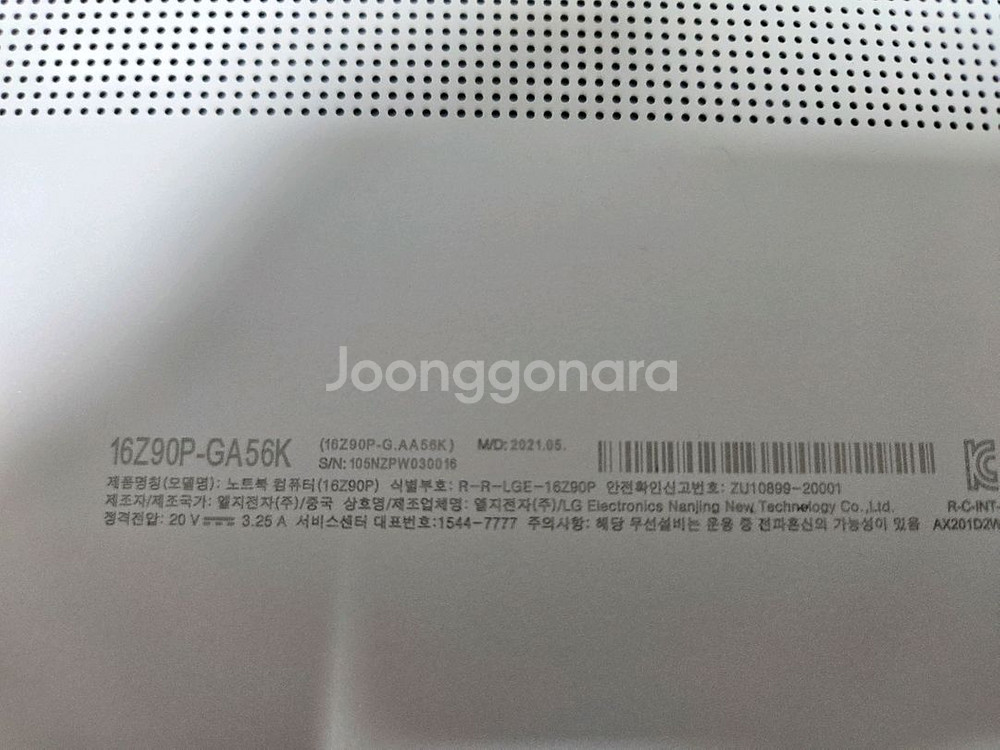 Joonggonara
16Z90P-GA56K (16Z90P-G.AA56K) M/D: 2021.05.
S/N: 105NZPW030016
제품명칭(모델명): 노트북 컴퓨터(16Z90P) 식별부호: R-R-LGE-16Z90P 안전확인신고번호: ZU10899-20001
제조자/제조국가: 엘지전자(주)/중국 상호명/제조업체명: 엘지전자(주)/LG Electronics Nanjing New Technology Co.,Ltd. R-C-INT-
정격전압: 20 V 3.25 A 서비스센터 대표번호:1544-7777 주의사항: 해당 무선설비는 운용 중 전파혼신의 가능성이 있음 AX201D2W